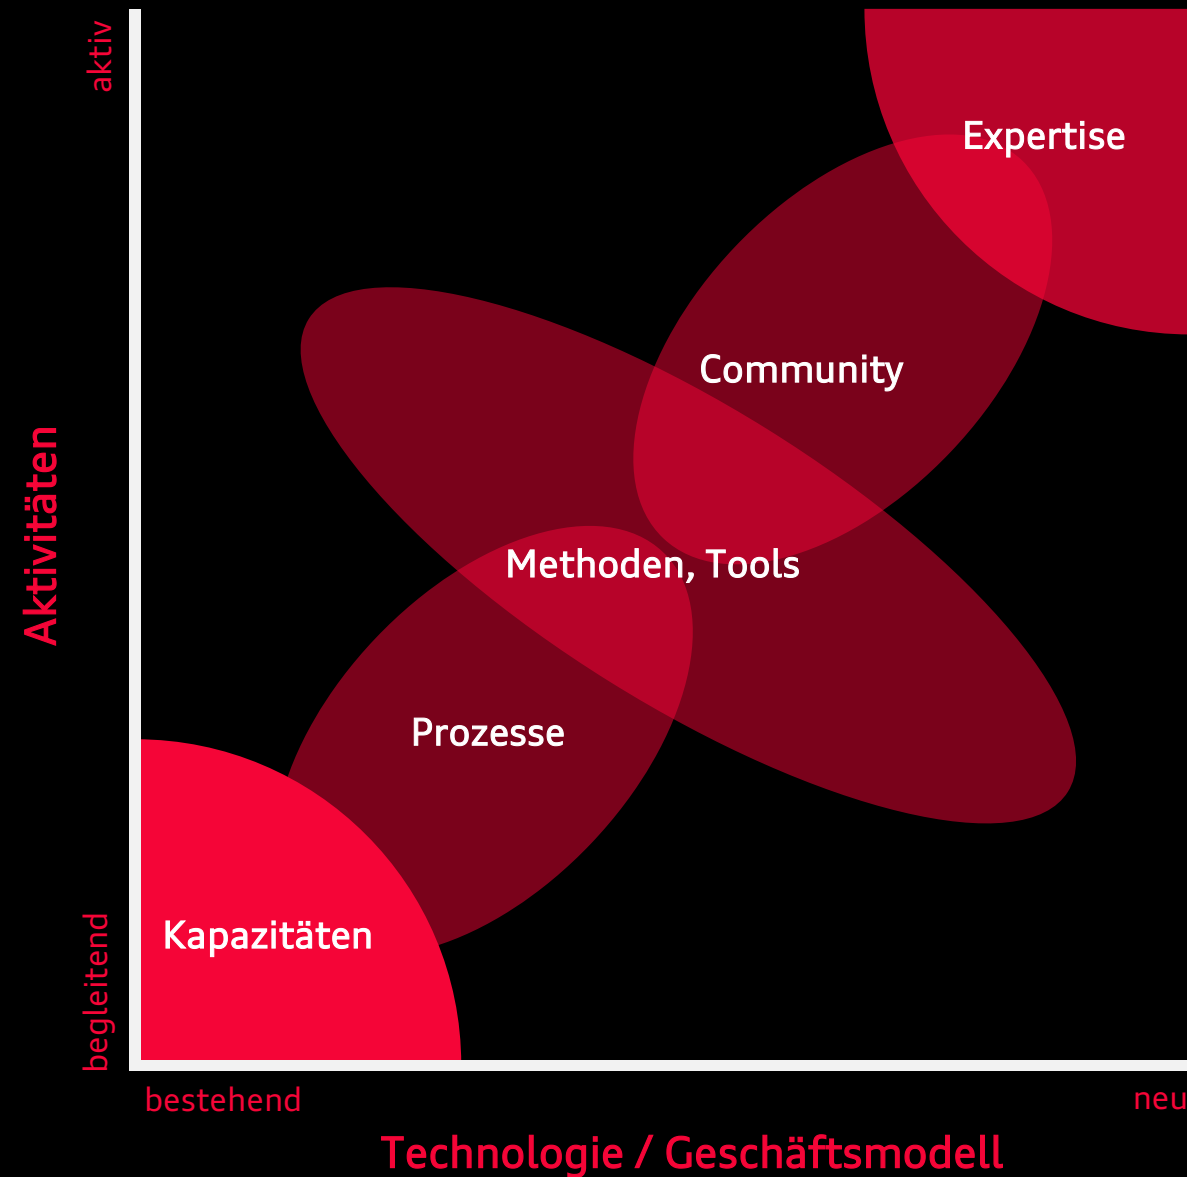 aktiv
Expertise
Community
Aktivitäten
Methoden, Tools
Prozesse
Kapazitäten
begleitend
bestehend
neu
Technologie / Geschäftsmodell